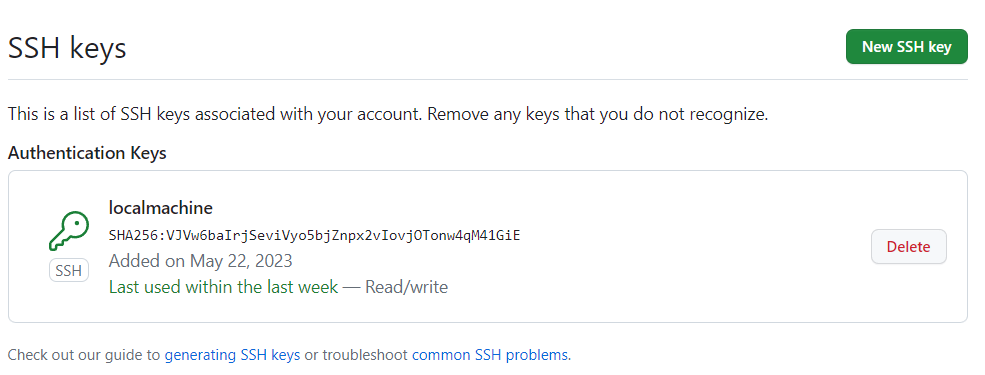 SSH keys
New SSH key
This is a list of SSH keys associated with your account. Remove any keys that you do not recognize.
Authentication Keys
localmachine
SHA256:VJVw6baIrjSeviVyo5bjZnpx2vIovjOTonw4qM41GiE
SSH
Added on May 22, 2023
Last used within the last week — Read/write
Delete
Check out our guide to generating SSH keys or troubleshoot common SSH problems.